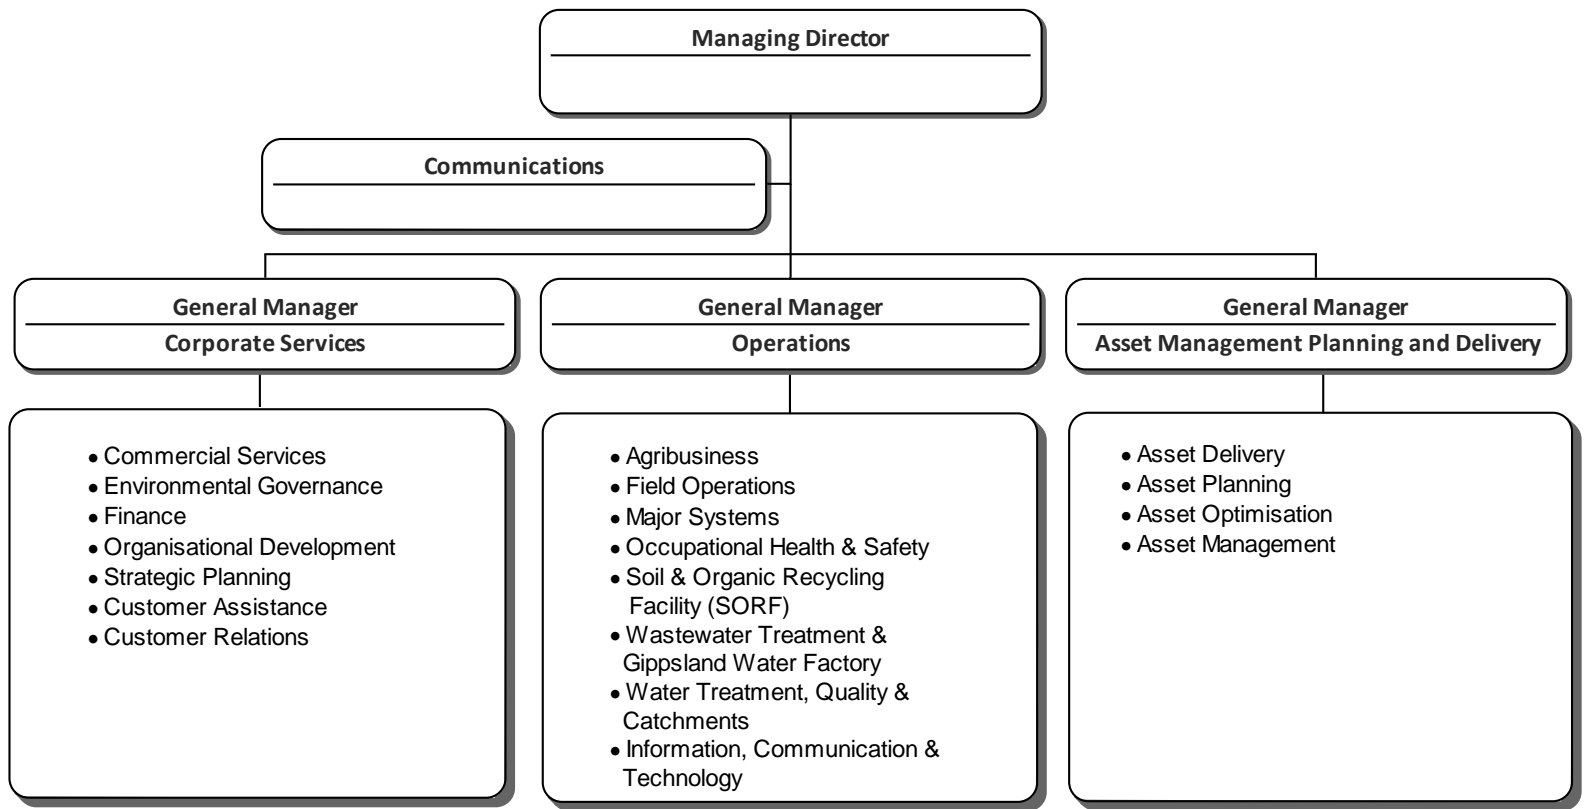 Managing Director
Communications
General Manager
Corporate Services
General Manager
Operations
General Manager
Asset Management Planning and Delivery
• Commercial Services
• Environmental Governance
• Finance
• Organisational Development
• Strategic Planning
• Customer Assistance
• Customer Relations
• Agribusiness
• Field Operations
• Major Systems
• Occupational Health & Safety
• Soil & Organic Recycling
Facility (SORF)
• Wastewater Treatment &
Gippsland Water Factory
• Water Treatment, Quality &
Catchments
• Information, Communication &
Technology
• Asset Delivery
• Asset Planning
• Asset Optimisation
• Asset Management